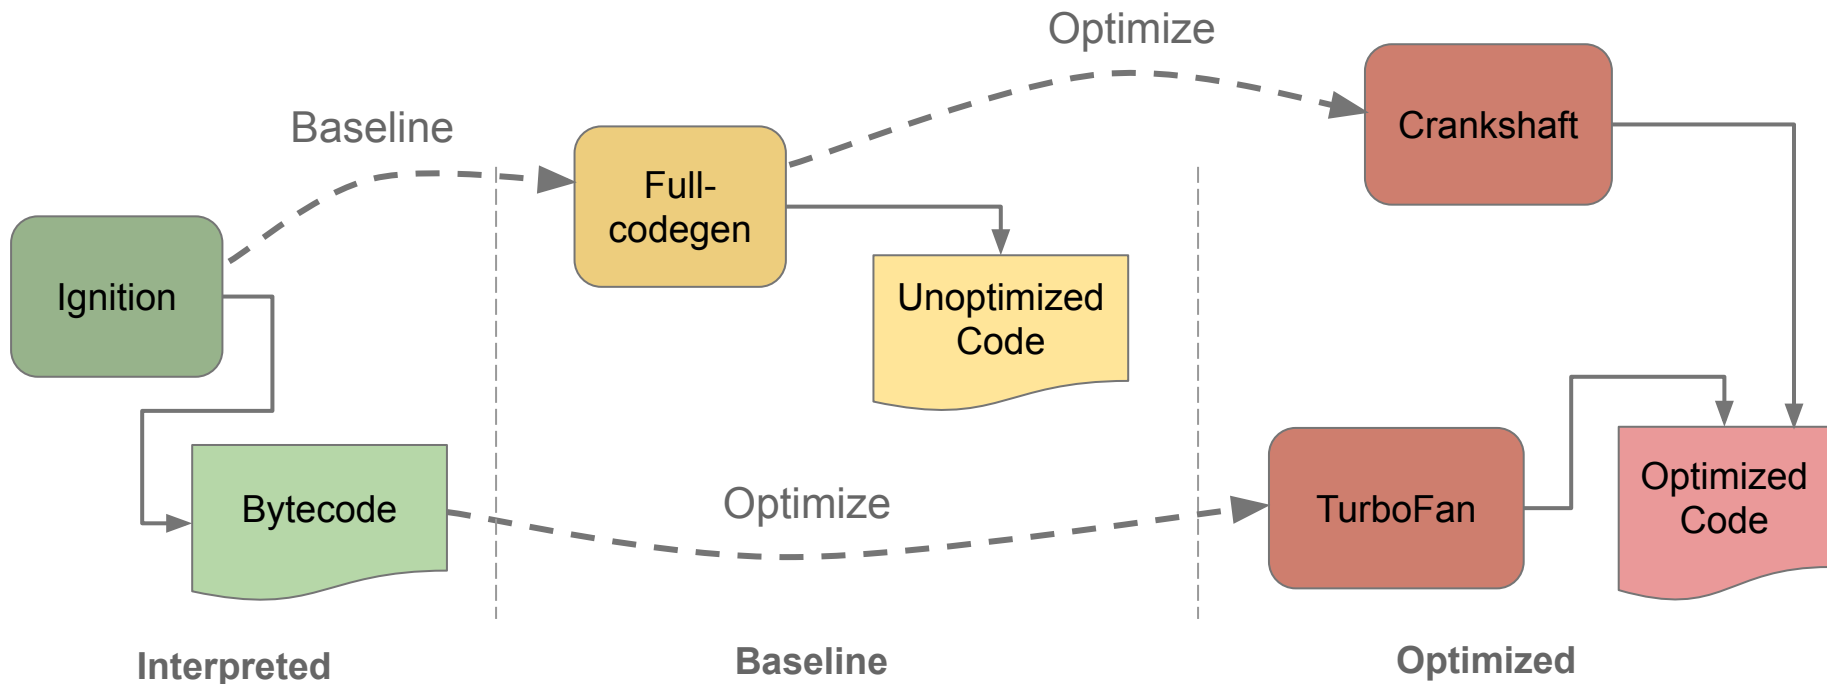 Optimize
Crankshaft
Baseline
Full-
codegen
Ignition
Unoptimized
Code
Bytecode
Optimize
TurboFan
Optimized
Code
Interpreted
Baseline
Optimized